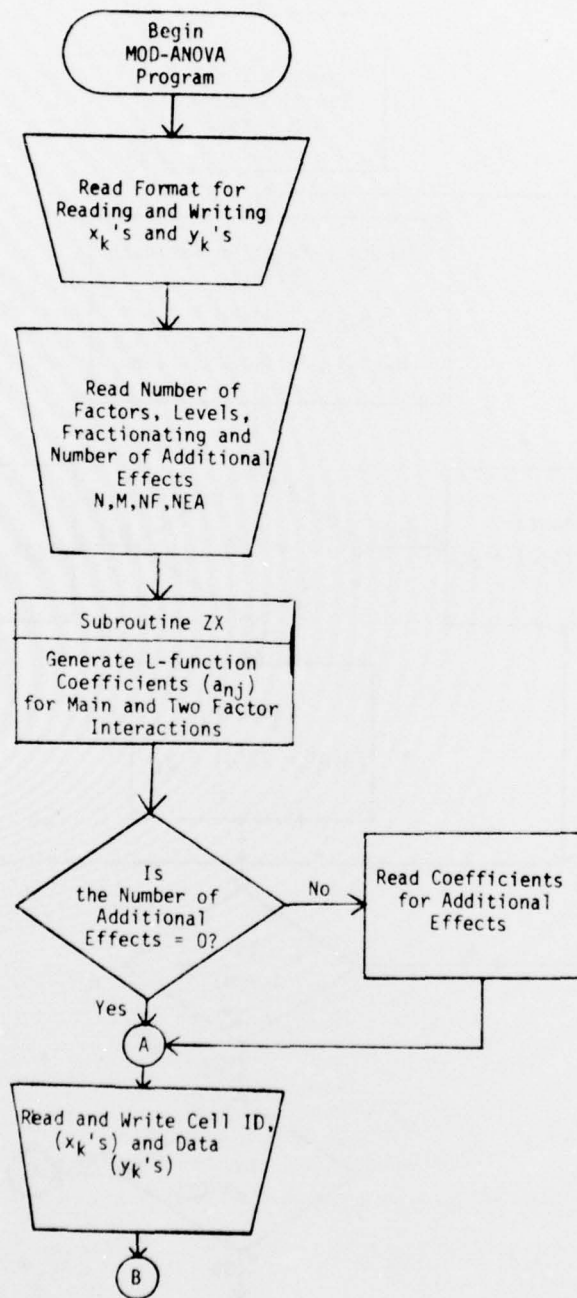 Begin
MOD-ANOVA
Program
Read Format for
Reading and Writing
x_k's and y_k's
Read Number of
Factors, Levels,
Fractionating and
Number of Additional
Effects
N,M,NF,NEA
Subroutine ZX
Generate L-function
Coefficients (a_nj)
for Main and Two Factor
Interactions
Is
the Number of
Additional
Effects = 0?
No
Read Coefficients
for Additional
Effects
Yes
A
Read and Write Cell ID,
(x_k's) and Data
(y_k's)
B